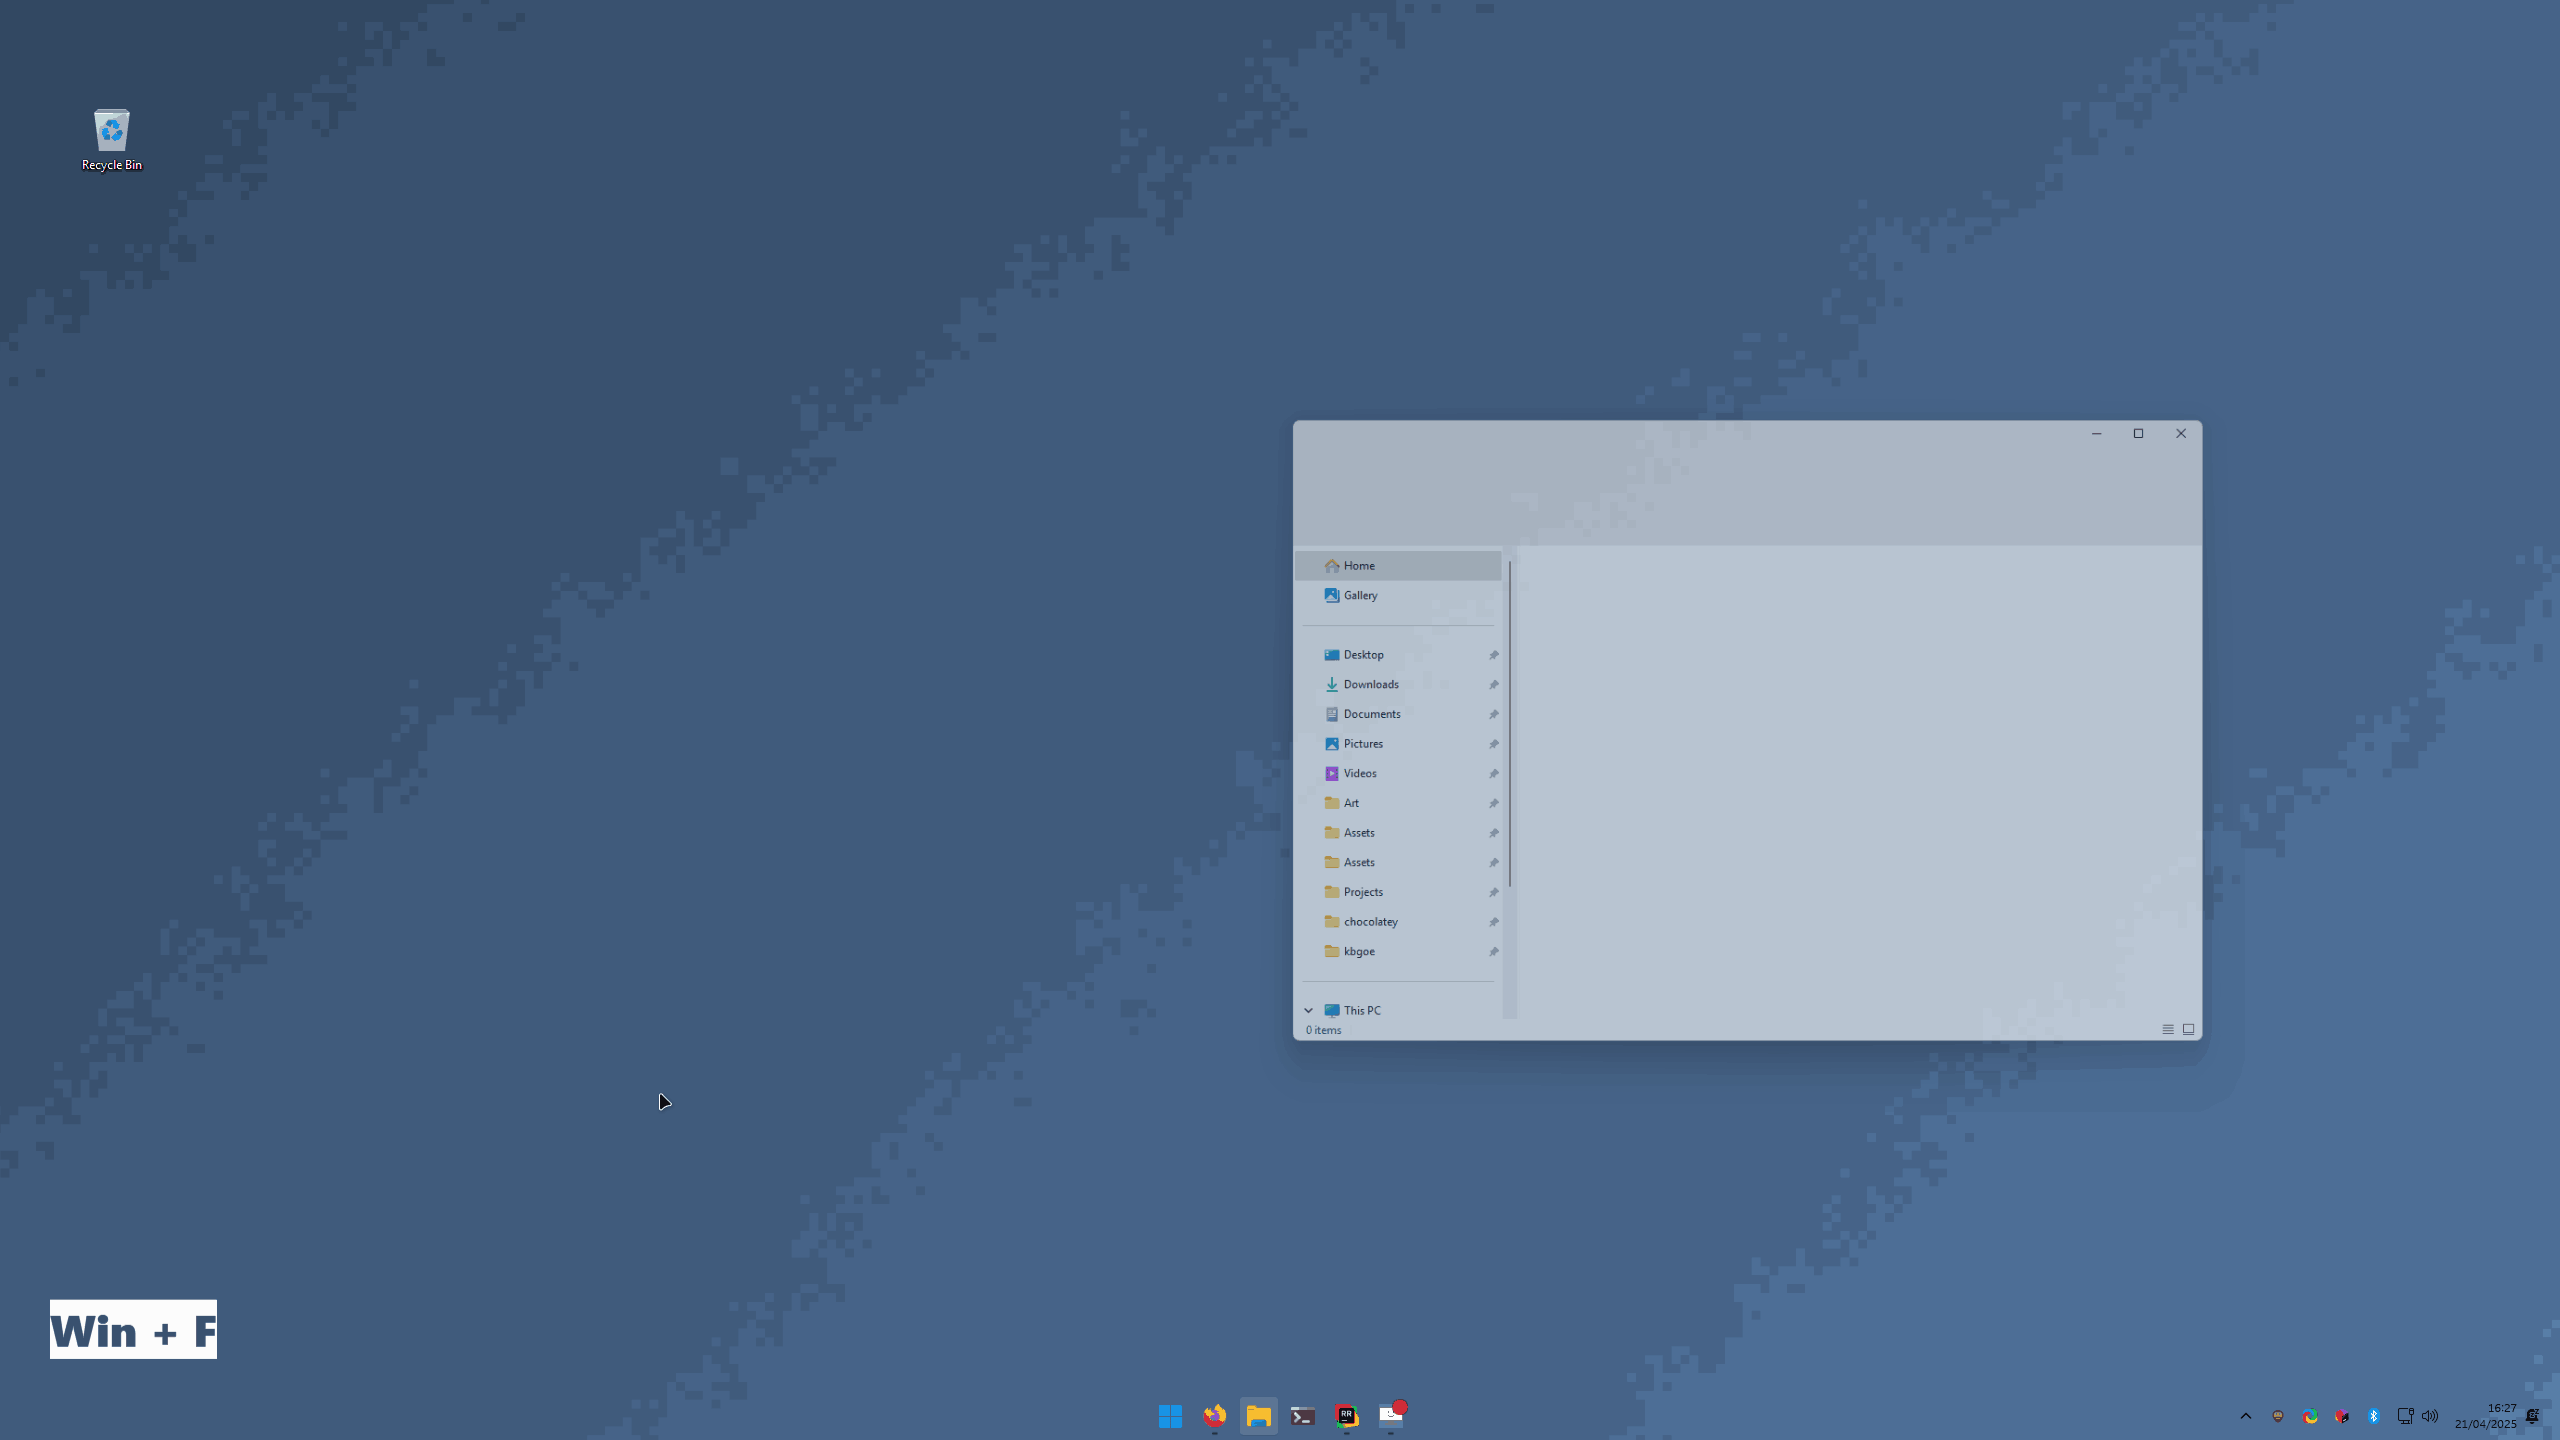 Recycle Bin
Home
Gallery
Desktop
Downloads
Documents
Pictures
Videos
Art
Assets
Assets
Projects
chocolatey
kbgoe
This PC
0 items
Win + F
RR
16:27
21/04/2025